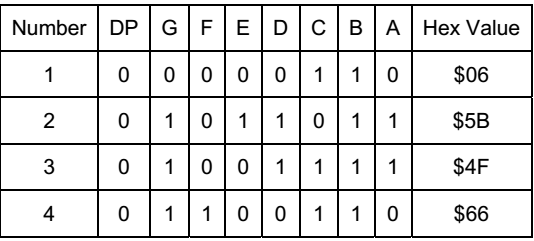 Number DP G F E D C B A Hex Value
1 0 0 0 0 0 1 1 0 $06
2 0 1 0 1 1 0 1 1 $5B
3 0 1 0 0 1 1 1 1 $4F
4 0 1 1 0 0 1 1 0 $66